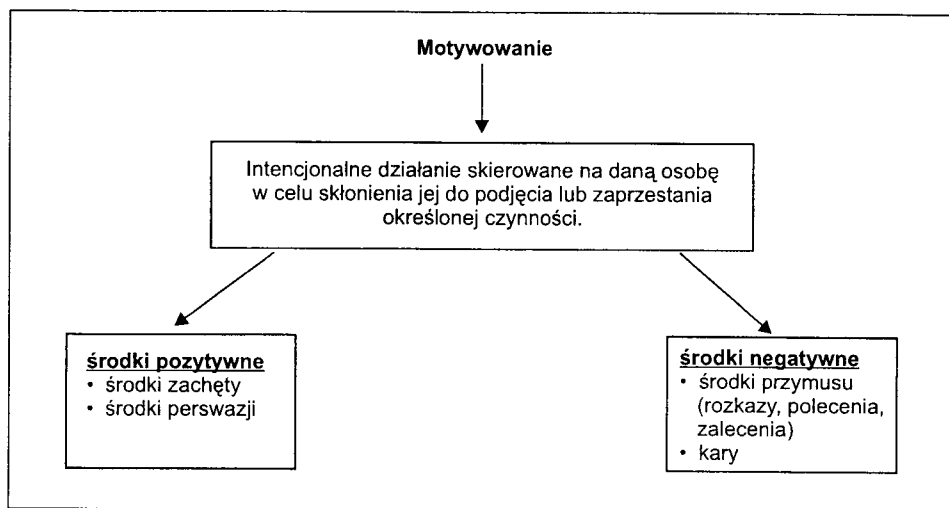 Motywowanie
Intencjonalne działanie skierowane na daną osobę
w celu skłonienia jej do podjęcia lub zaprzestania
określonej czynności.
środki pozytywne
• środki zachęty
• środki perswazji
środki negatywne
• środki przymusu
(rozkazy, polecenia,
zalecenia)
• kary